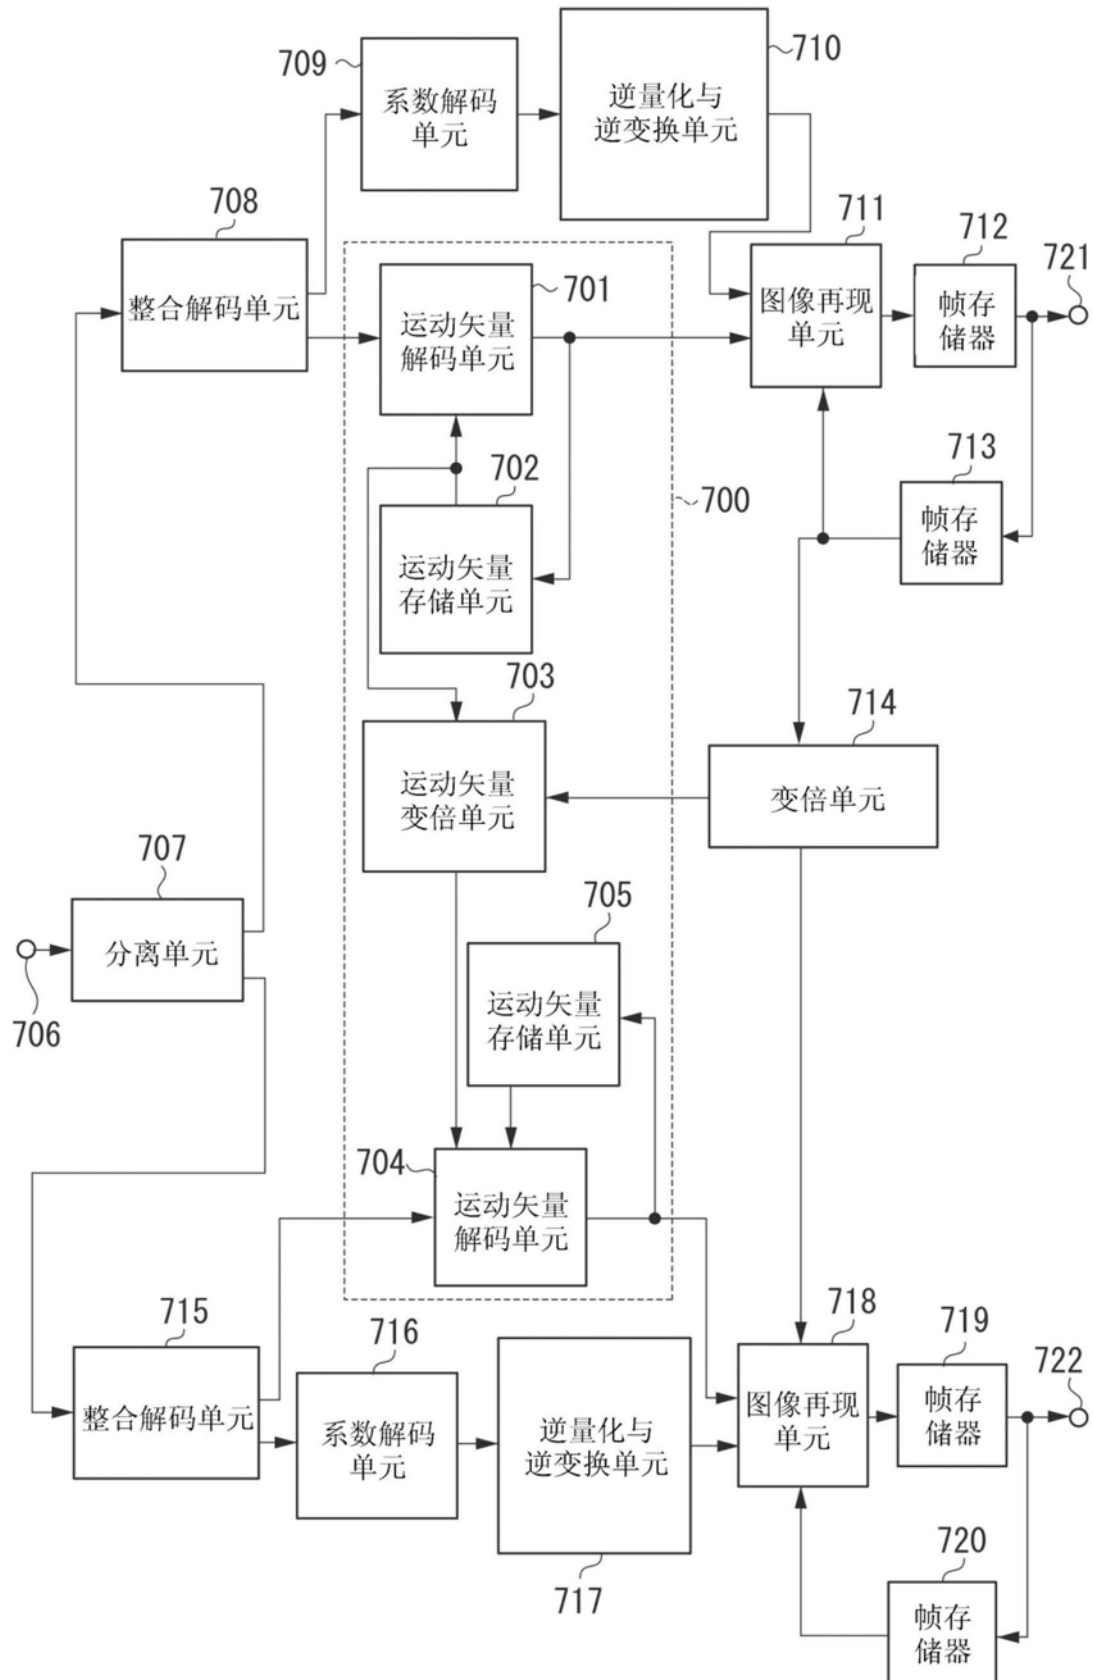 709
系数解码
单元
710
逆量化与
逆变换单元
708
整合解码单元
701
运动矢量
解码单元
711
图像再现
单元
712
帧存
储器
721
702
运动矢量
存储单元
700
713
帧存
储器
703
运动矢量
变倍单元
714
变倍单元
707
分离单元
706
705
运动矢量
存储单元
704
运动矢量
解码单元
715
整合解码单元
716
系数解码
单元
逆量化与
逆变换单元
717
718
图像再现
单元
719
帧存
储器
722
720
帧存
储器